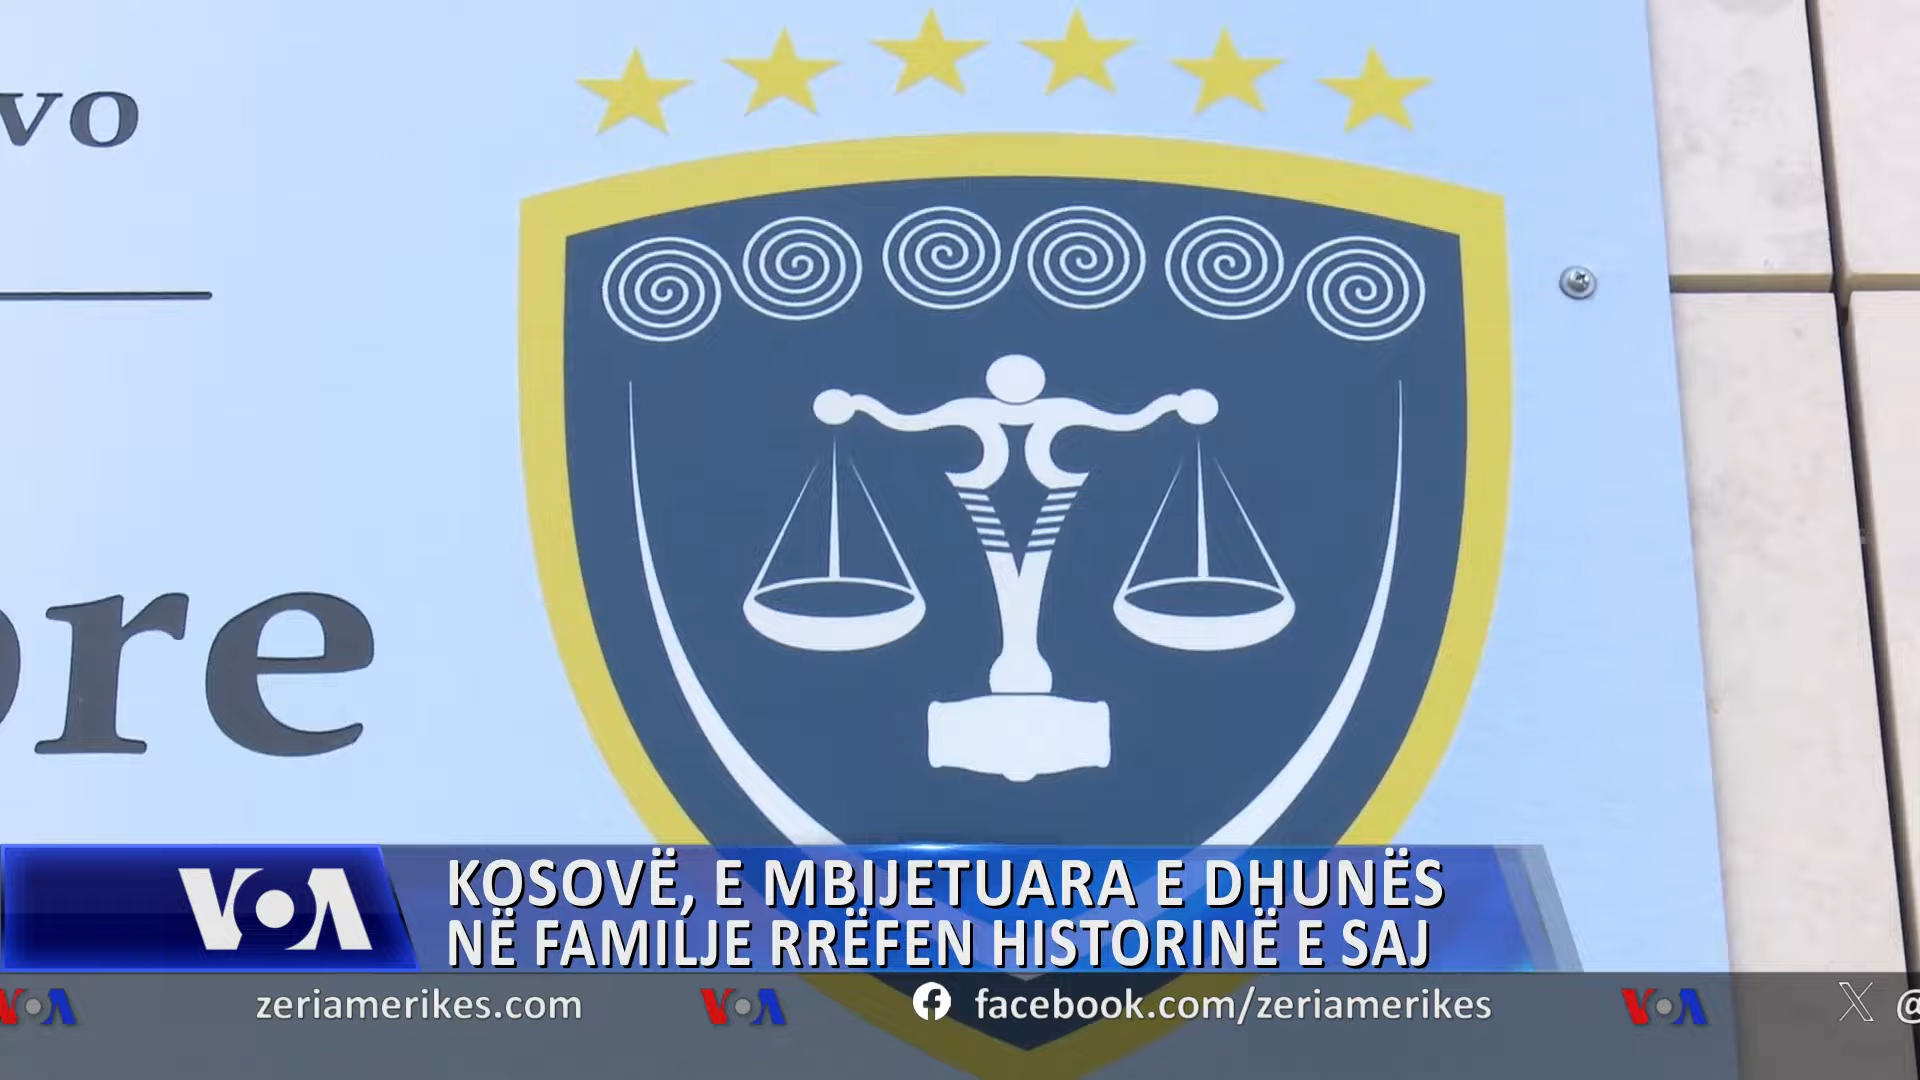 vo
ore
VOA
KOSOVË, E MBIJETUARA E DHUNËS
NË FAMILJE RRËFEN HISTORINË E SAJ
VOA
zeriamerikes.com
VOA
facebook.com/zeriamerikes
VOA
X @